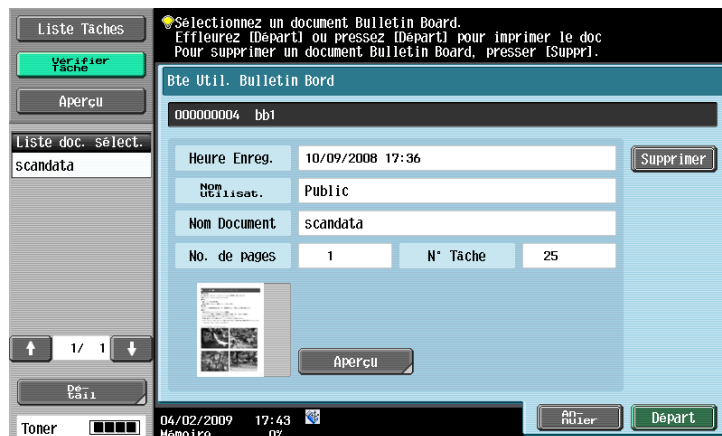 Liste Tâches
Vérifier
Tâche
Aperçu
Liste doc. sélect.
scandata
1/ 1
Dé-
tail
Toner
Sélectionnez un document Bulletin Board.
Effleurez [Départ] ou pressez [Départ] pour imprimer le doc
Pour supprimer un document Bulletin Board, presser [Suppr].
Bte Util. Bulletin Bord
000000004 bb1
Heure Enreg. 10/09/2008 17:36
Supprimer
Nom
utilisat. Public
Nom Document scandata
No. de pages 1 N° Tâche 25
Aperçu
04/02/2009 17:43
Mémoire 0%
An-
nuler
Départ